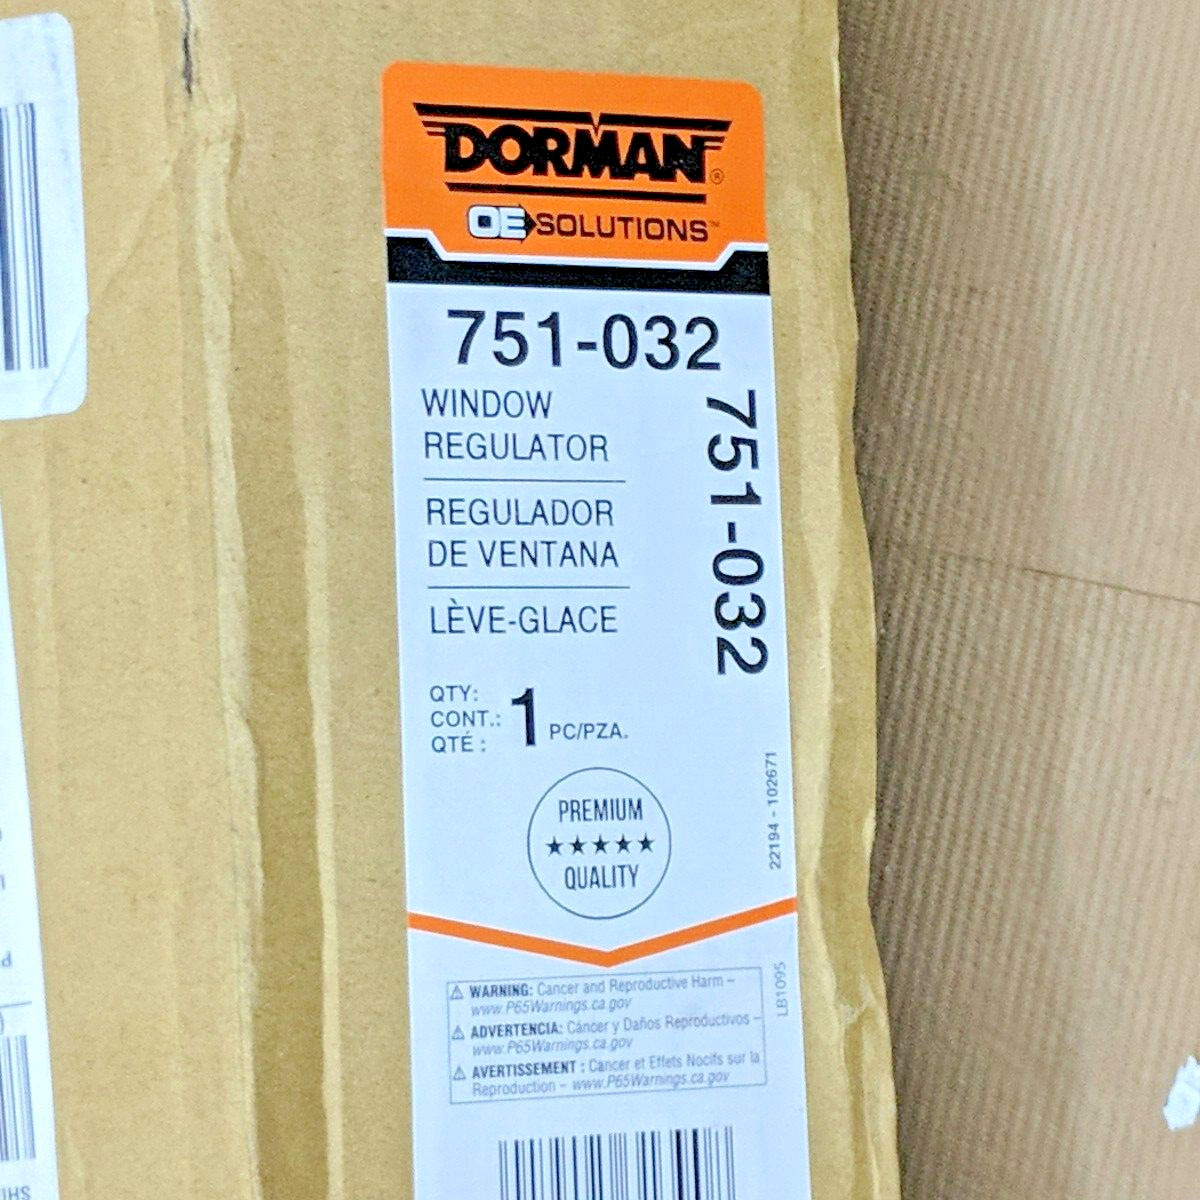 DORMAN®
OE SOLUTIONS™
751-032
WINDOW
REGULATOR
751-032
REGULADOR
DE VENTANA
LÈVE-GLACE
QTY:
CONT.: 1 PC/PZA.
QTÉ :
22194 - 102671
PREMIUM
★★★★★
QUALITY
LB1095
⚠ WARNING: Cancer and Reproductive Harm –
www.P65Warnings.ca.gov
⚠ ADVERTENCIA: Cáncer y Daños Reproductivos –
www.P65Warnings.ca.gov
⚠ AVERTISSEMENT : Cancer et Effets Nocifs sur la
Reproduction – www.P65Warnings.ca.gov